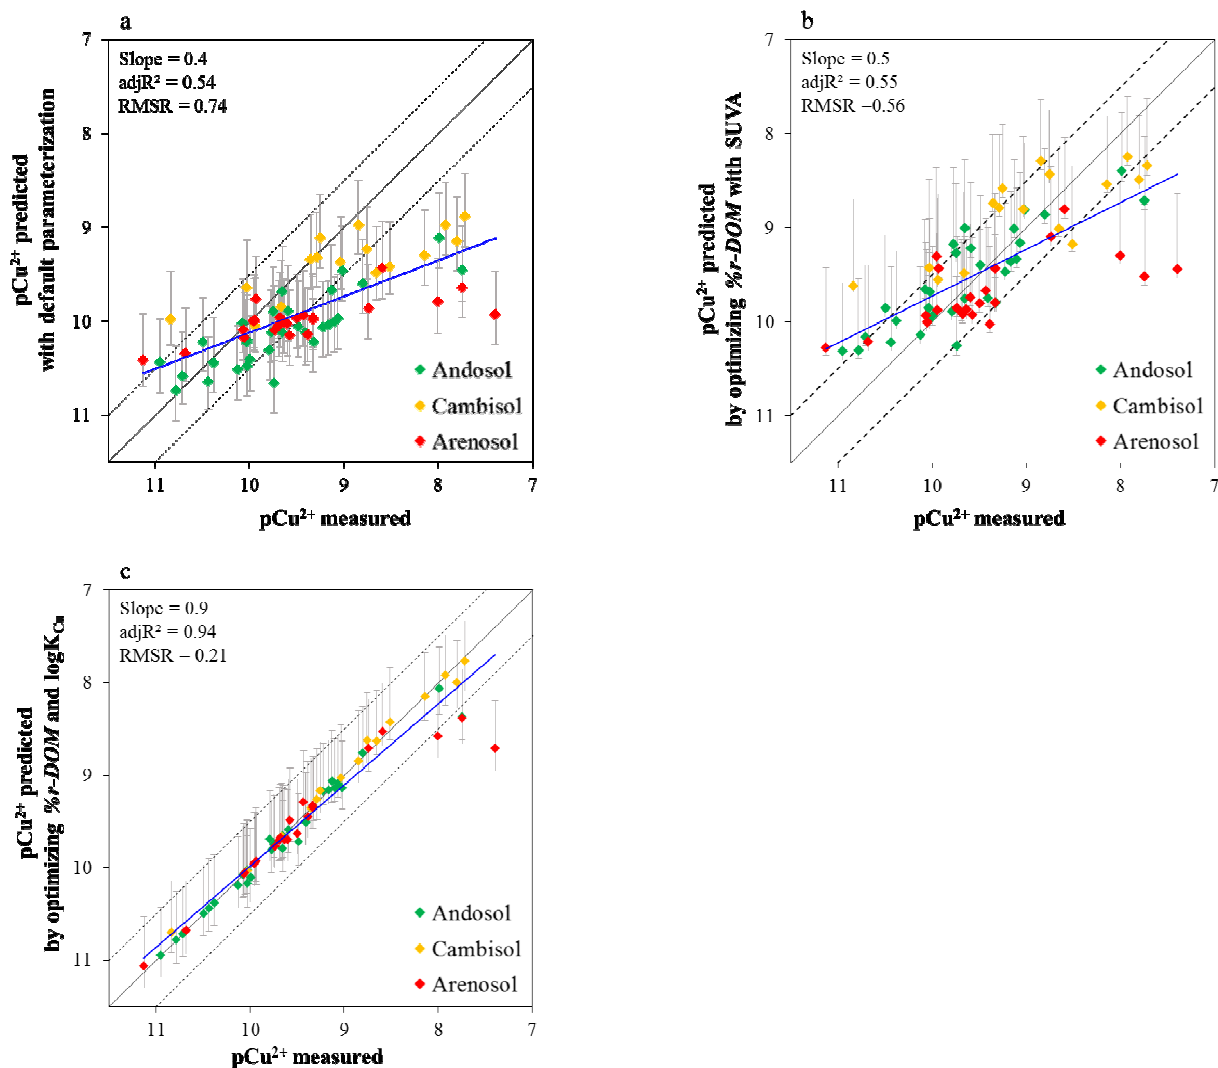 a
Slope = 0.4
adjR² = 0.54
RMSR = 0.74
7
8
9
10
11
pCu²⁺ predicted
with default parameterization
Andosol
Cambisol
Arenosol
11
10
9
8
7
pCu²⁺ measured
b
Slope = 0.5
adjR² = 0.55
RMSR −0.56
7
8
9
10
11
pCu²⁺ predicted
by optimizing %r-DOM with SUVA
Andosol
Cambisol
Arenosol
11
10
9
8
7
pCu²⁺ measured
c
Slope = 0.9
adjR² = 0.94
RMSR − 0.21
7
8
9
10
11
pCu²⁺ predicted
by optimizing %r-DOM and logK_Cu
Andosol
Cambisol
Arenosol
11
10
9
8
7
pCu²⁺ measured